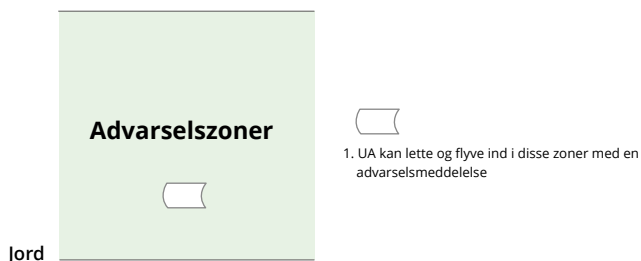 Advarselszoner
1. UA kan lette og flyve ind i disse zoner med en
advarselsmeddelelse
Jord